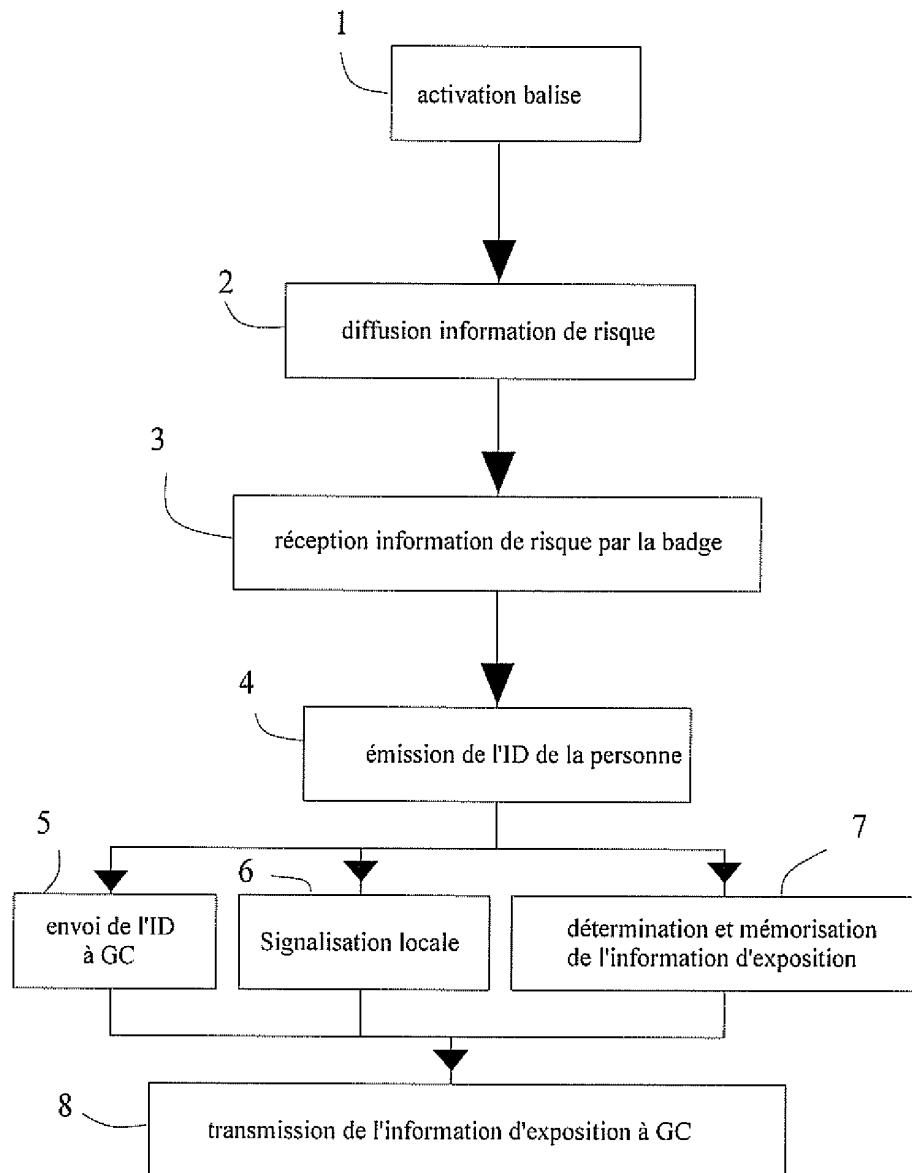 1
activation balise
2
diffusion information de risque
3
réception information de risque par la badge
4
émission de l'ID de la personne
5
envoi de l'ID
à GC
6
Signalisation locale
7
détermination et mémorisation
de l'information d'exposition
8
transmission de l'information d'exposition à GC